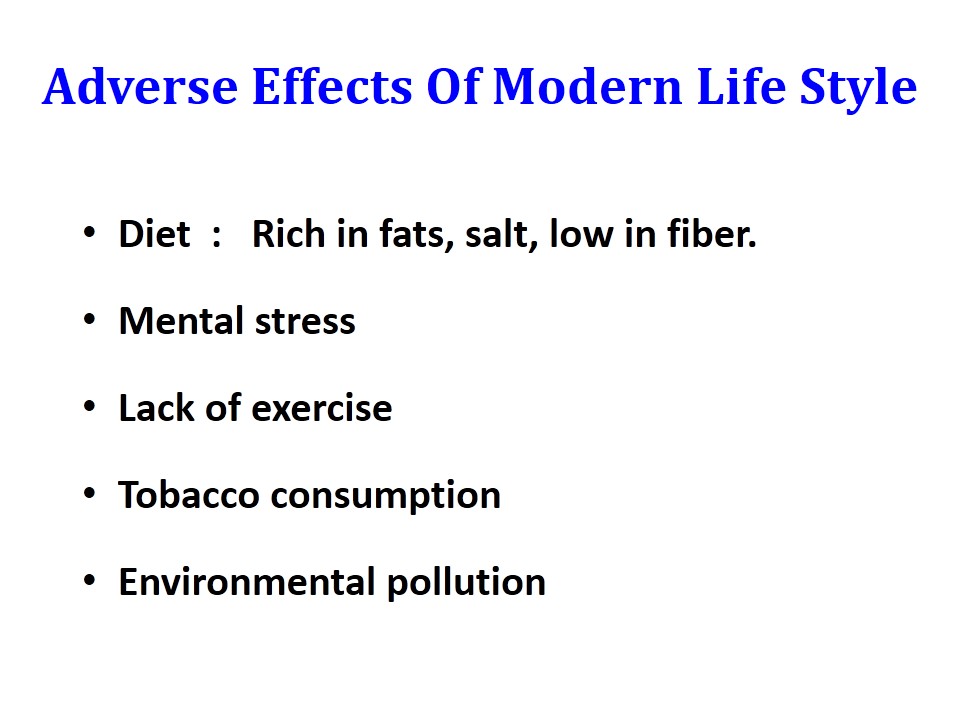 Adverse Effects Of Modern Life Style
• Diet : Rich in fats, salt, low in fiber.
• Mental stress
• Lack of exercise
• Tobacco consumption
• Environmental pollution